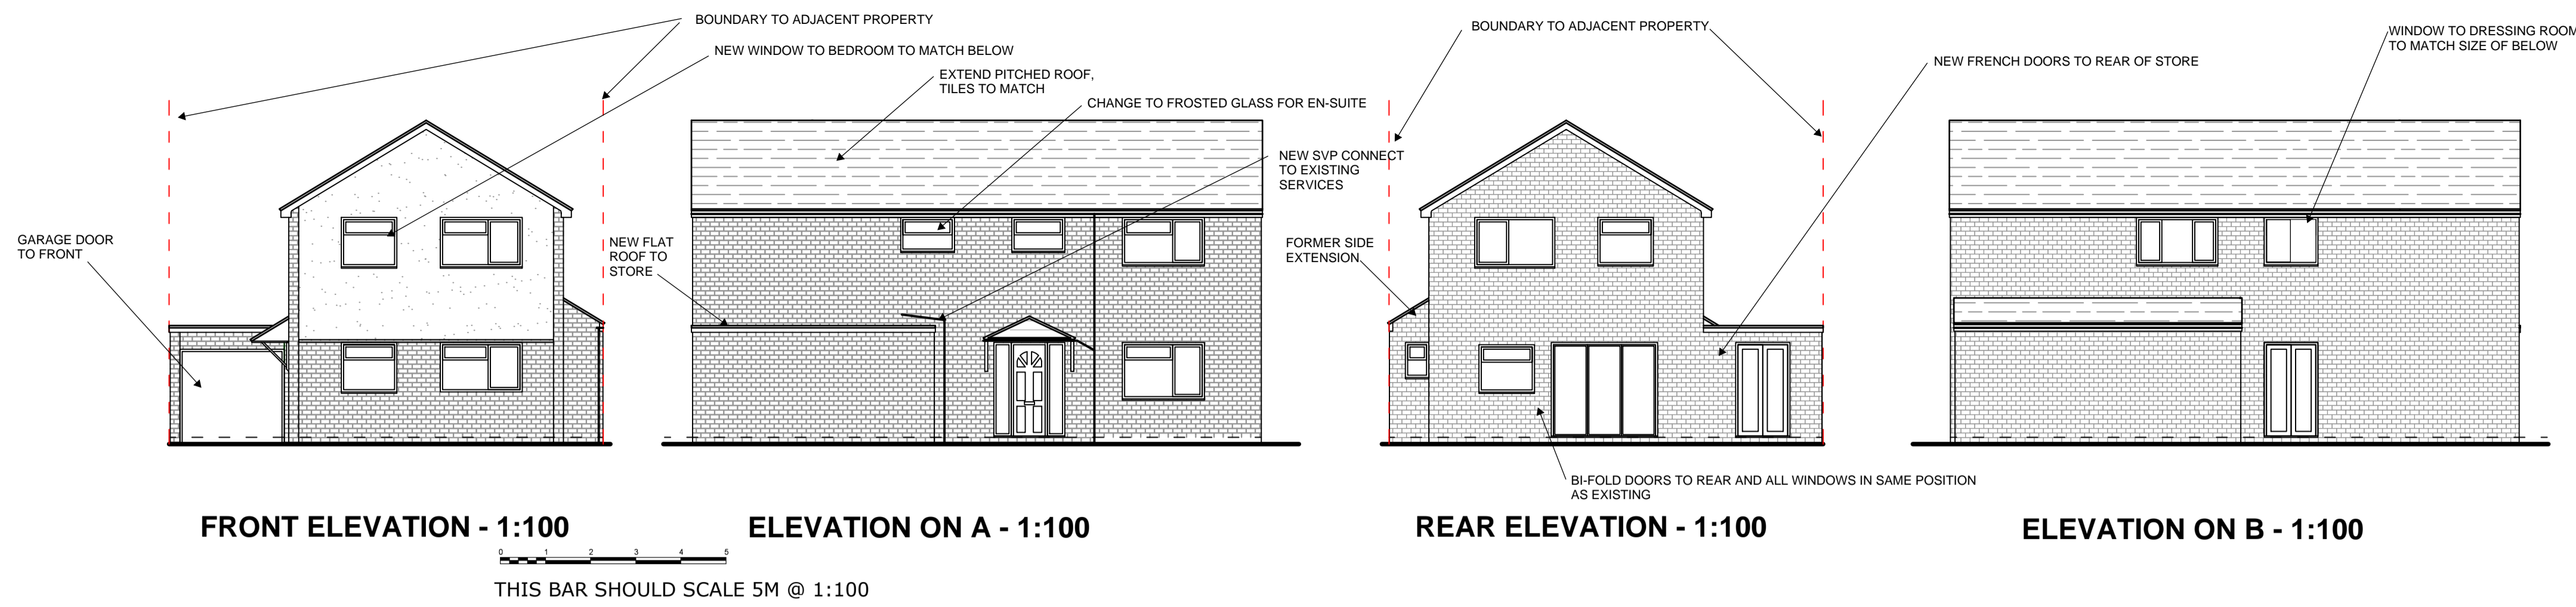 BOUNDARY TO ADJACENT PROPERTY
NEW WINDOW TO BEDROOM TO MATCH BELOW
EXTEND PITCHED ROOF,
TILES TO MATCH
CHANGE TO FROSTED GLASS FOR EN-SUITE
NEW SVP CONNECT
TO EXISTING
SERVICES
GARAGE DOOR
TO FRONT
NEW FLAT
ROOF TO
STORE
BOUNDARY TO ADJACENT PROPERTY
WINDOW TO DRESSING ROOM
TO MATCH SIZE OF BELOW
NEW FRENCH DOORS TO REAR OF STORE
FORMER SIDE
EXTENSION
BI-FOLD DOORS TO REAR AND ALL WINDOWS IN SAME POSITION
AS EXISTING
FRONT ELEVATION - 1:100
ELEVATION ON A - 1:100
REAR ELEVATION - 1:100
ELEVATION ON B - 1:100
0 1 2 3 4 5
THIS BAR SHOULD SCALE 5M @ 1:100